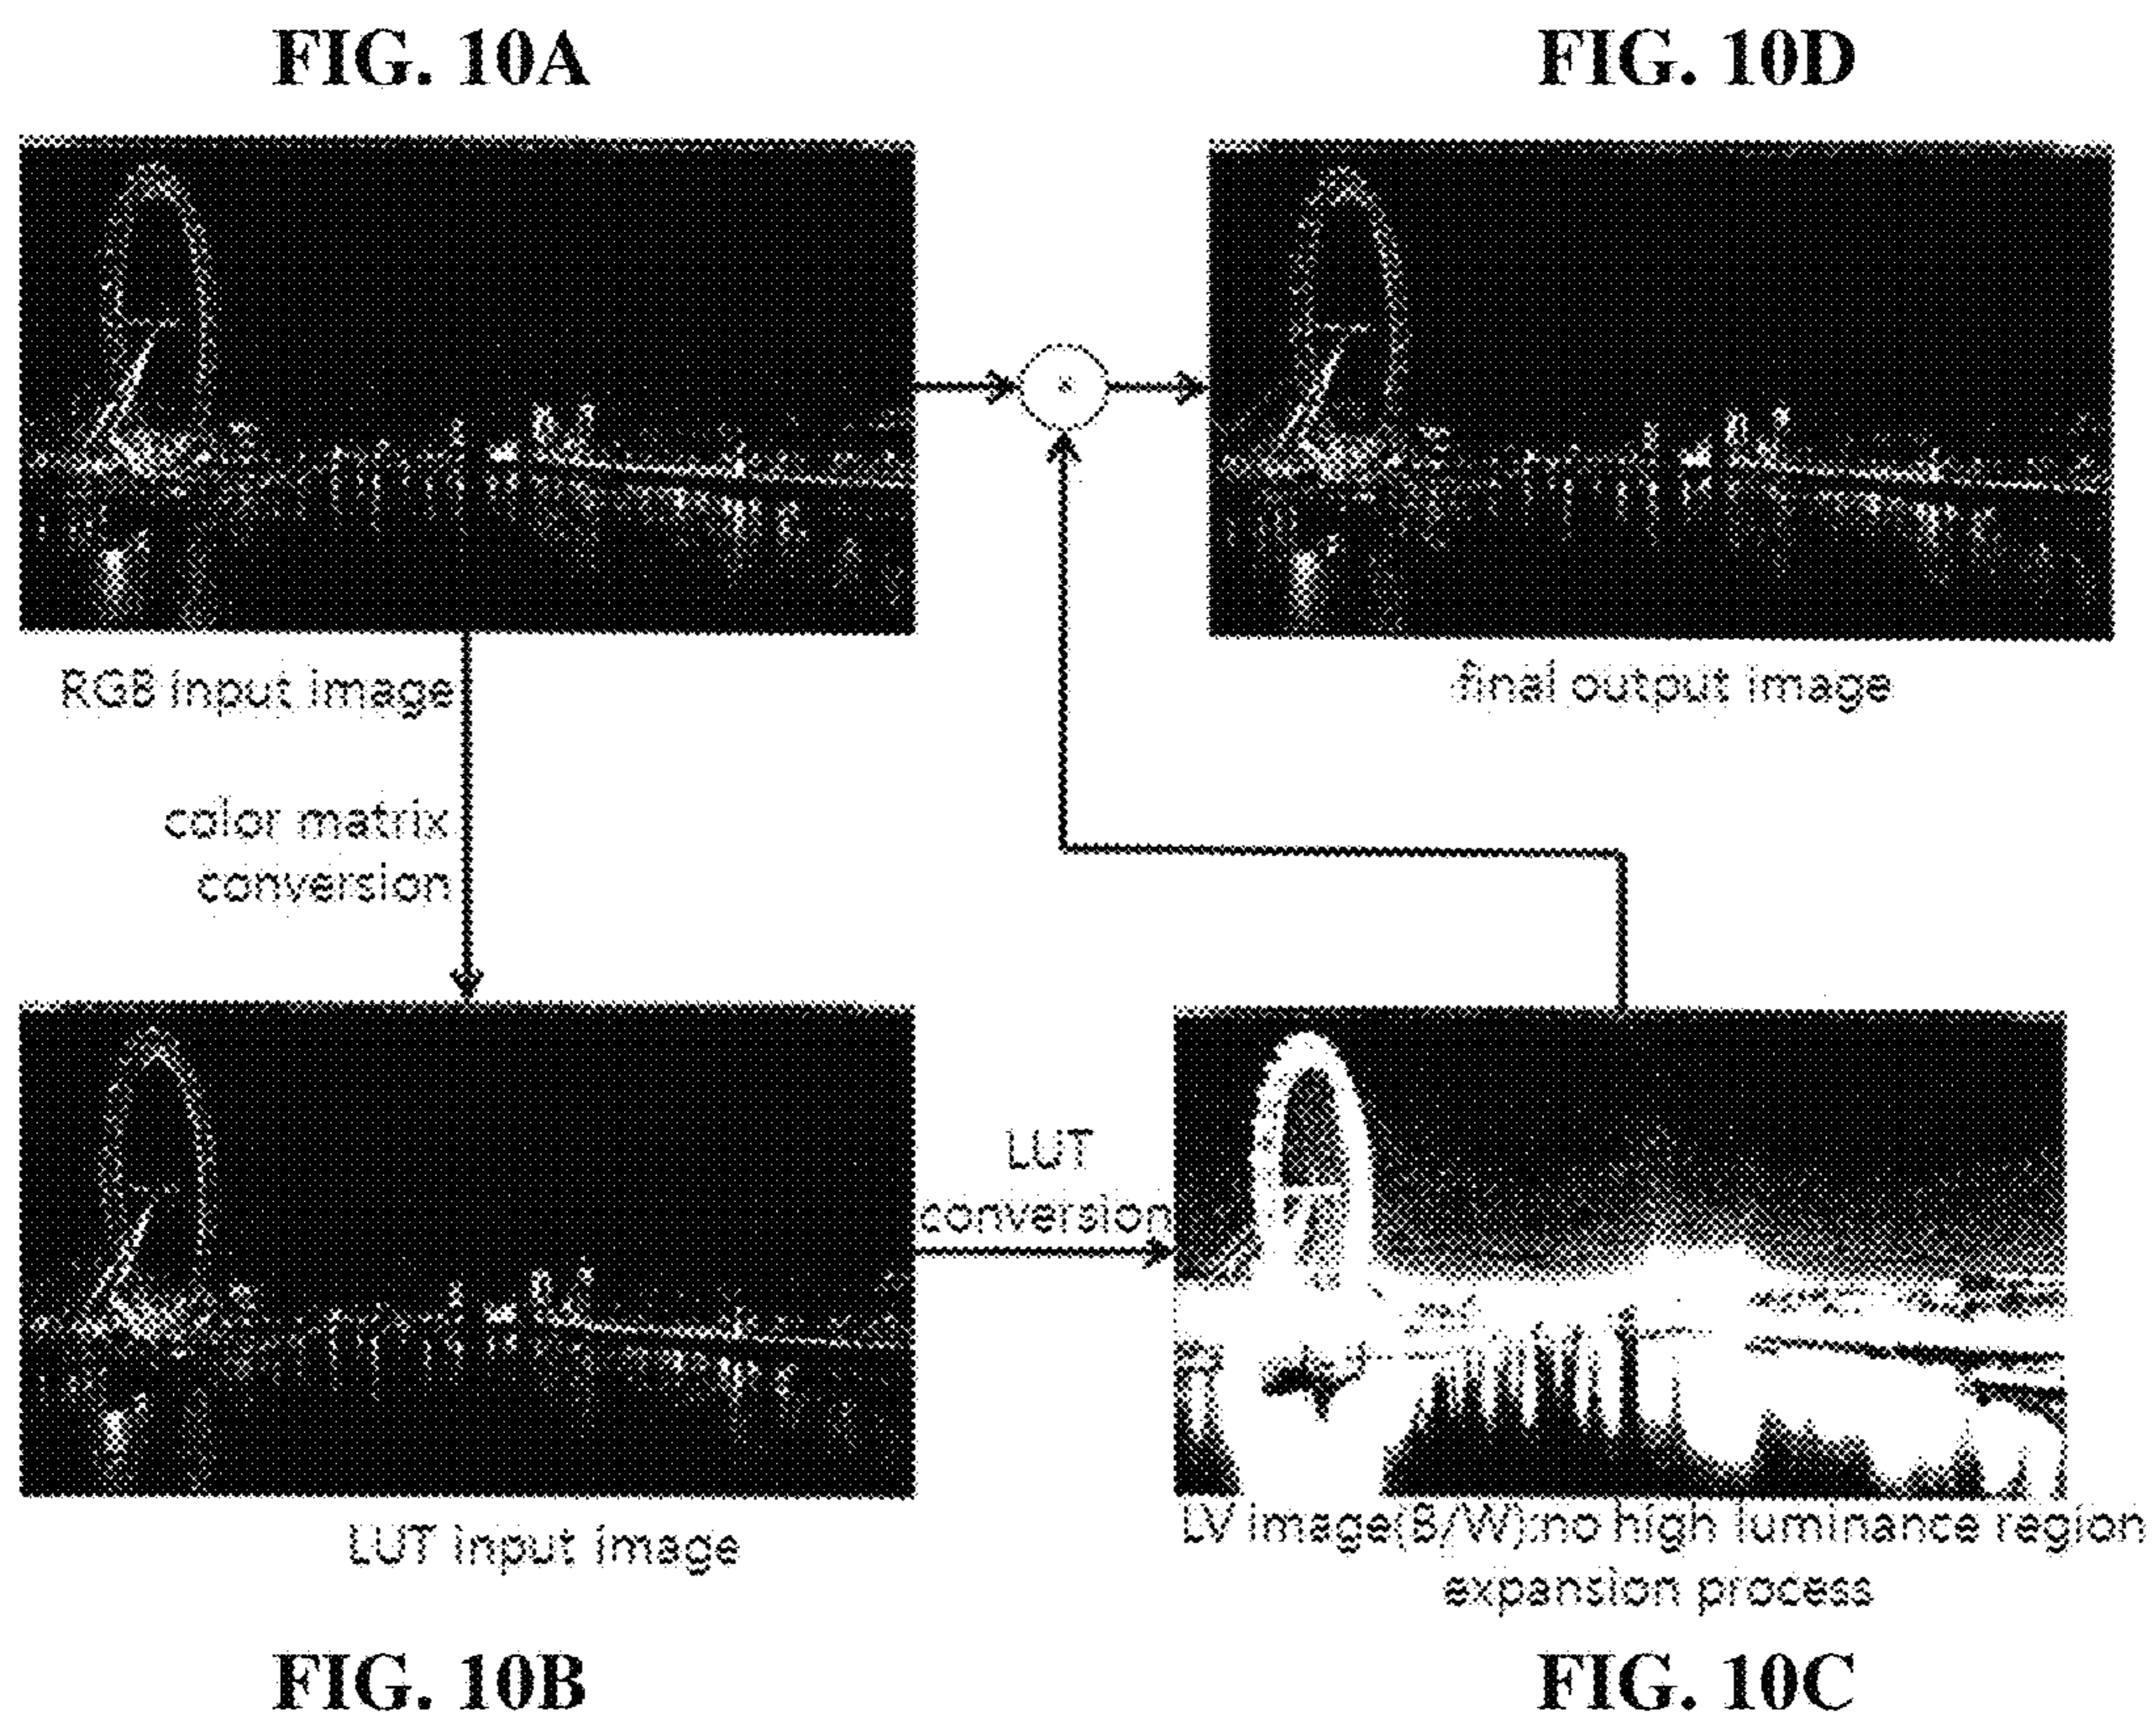 FIG. 10A
FIG. 10D
RGB input image
final output image
color matrix
conversion
LUT
conversion
LUT input image
LV image(B/W):no high luminance region
expansion process
FIG. 10B
FIG. 10C